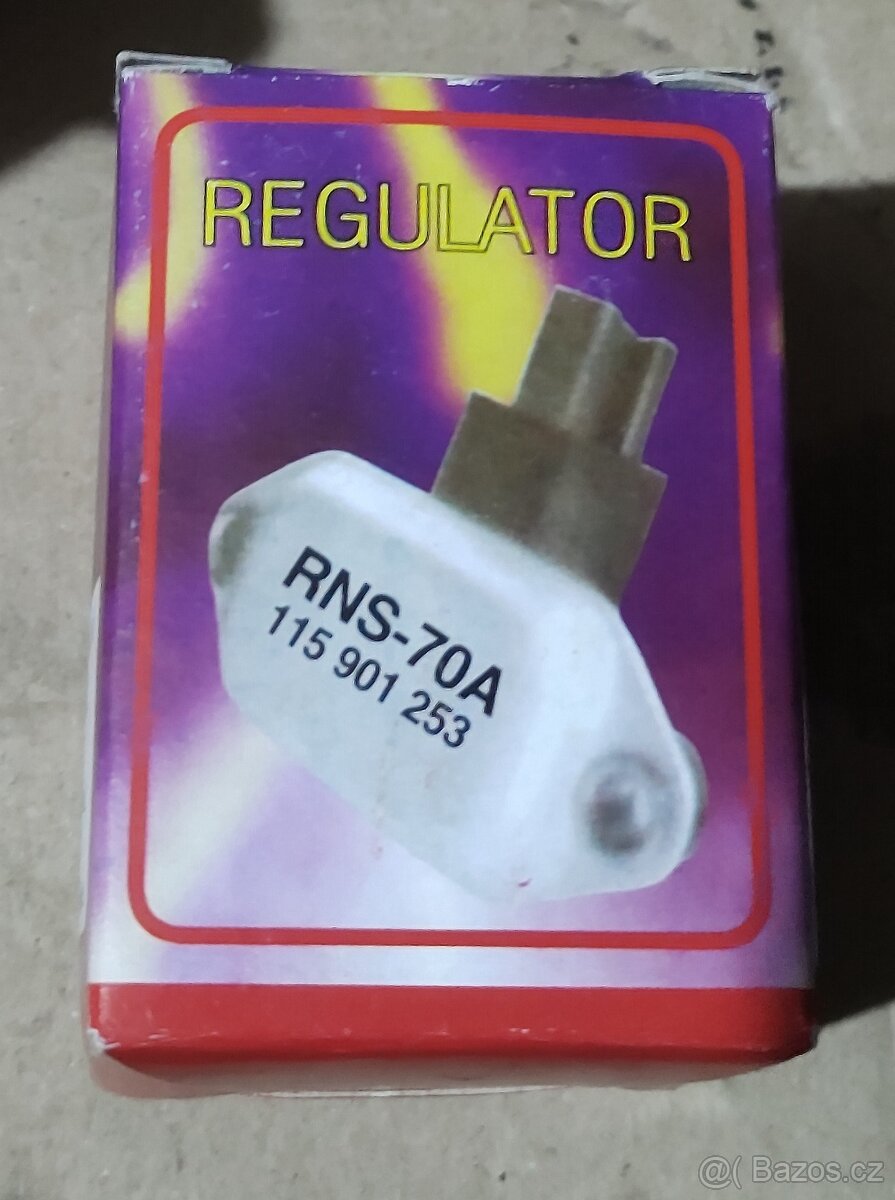 REGULATOR
RNS-70A
115 901 253
@( Bazos.cz